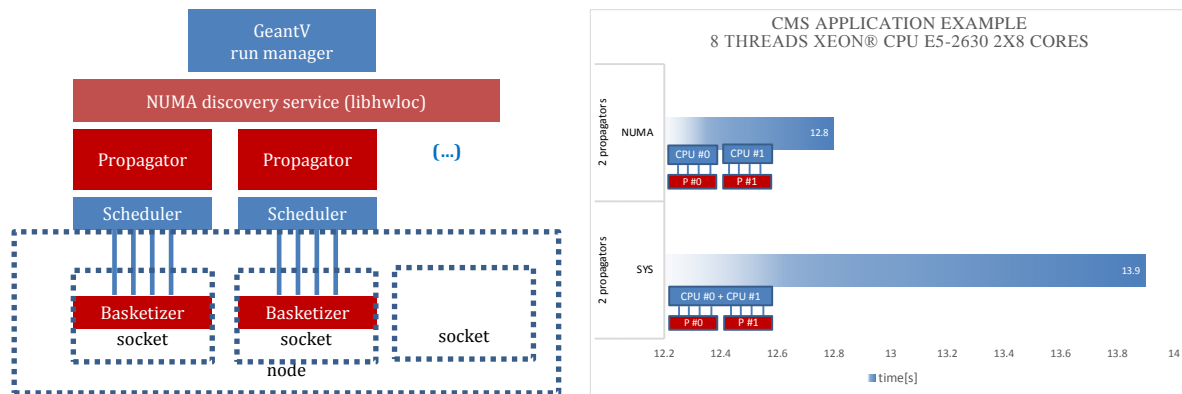 GeantV
run manager
NUMA discovery service (libhwloc)
Propagator
Propagator
(...)
Scheduler
Scheduler
Basketizer
Basketizer
socket
socket
socket
node
CMS APPLICATION EXAMPLE
8 THREADS XEON® CPU E5-2630 2X8 CORES
2 propagators
NUMA
12.8
CPU #0
CPU #1
P #0
P #1
2 propagators
SYS
13.9
CPU #0 + CPU #1
P #0
P #1
12.2
12.4
12.6
12.8
13
13.2
13.4
13.6
13.8
14
time[s]